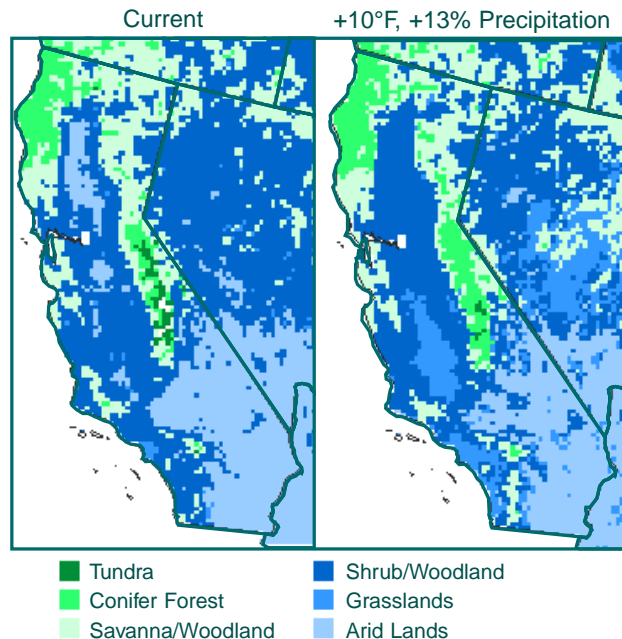 Current
+10°F, +13% Precipitation
Tundra
Conifer Forest
Savanna/Woodland
Shrub/Woodland
Grasslands
Arid Lands